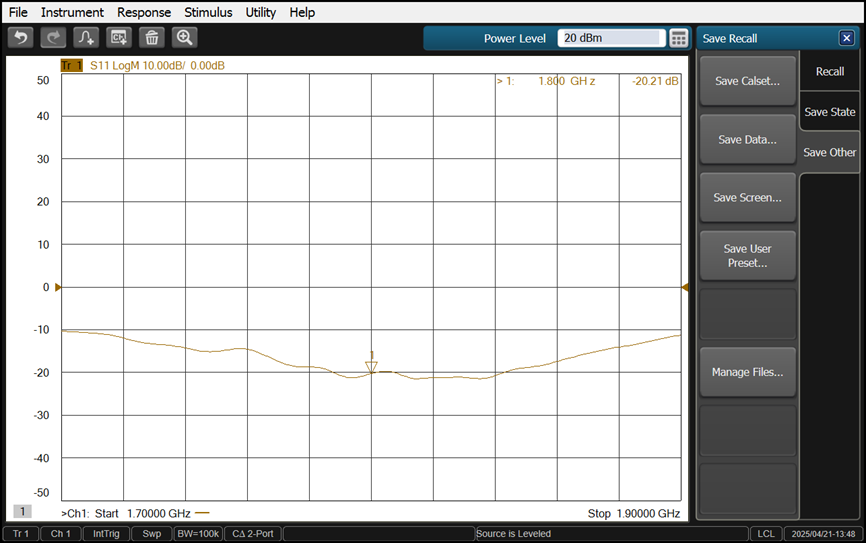 File Instrument Response Stimulus Utility Help
Power Level 20 dBm
Save Recall
Tr 1 S11 LogM 10.00dB/ 0.00dB
> 1: 1.800 GHz -20.21 dB
50
40
30
20
10
0
-10
-20
-30
-40
-50
1
1
>Ch1: Start 1.70000 GHz
Stop 1.90000 GHz
Save Calset...
Save Data...
Save Screen...
Save User
Preset...
Manage Files...
Recall
Save State
Save Other
Tr 1 Ch 1 IntTrig Swp BW=100k CΔ 2-Port Source is Leveled LCL 2025/04/21-13:48